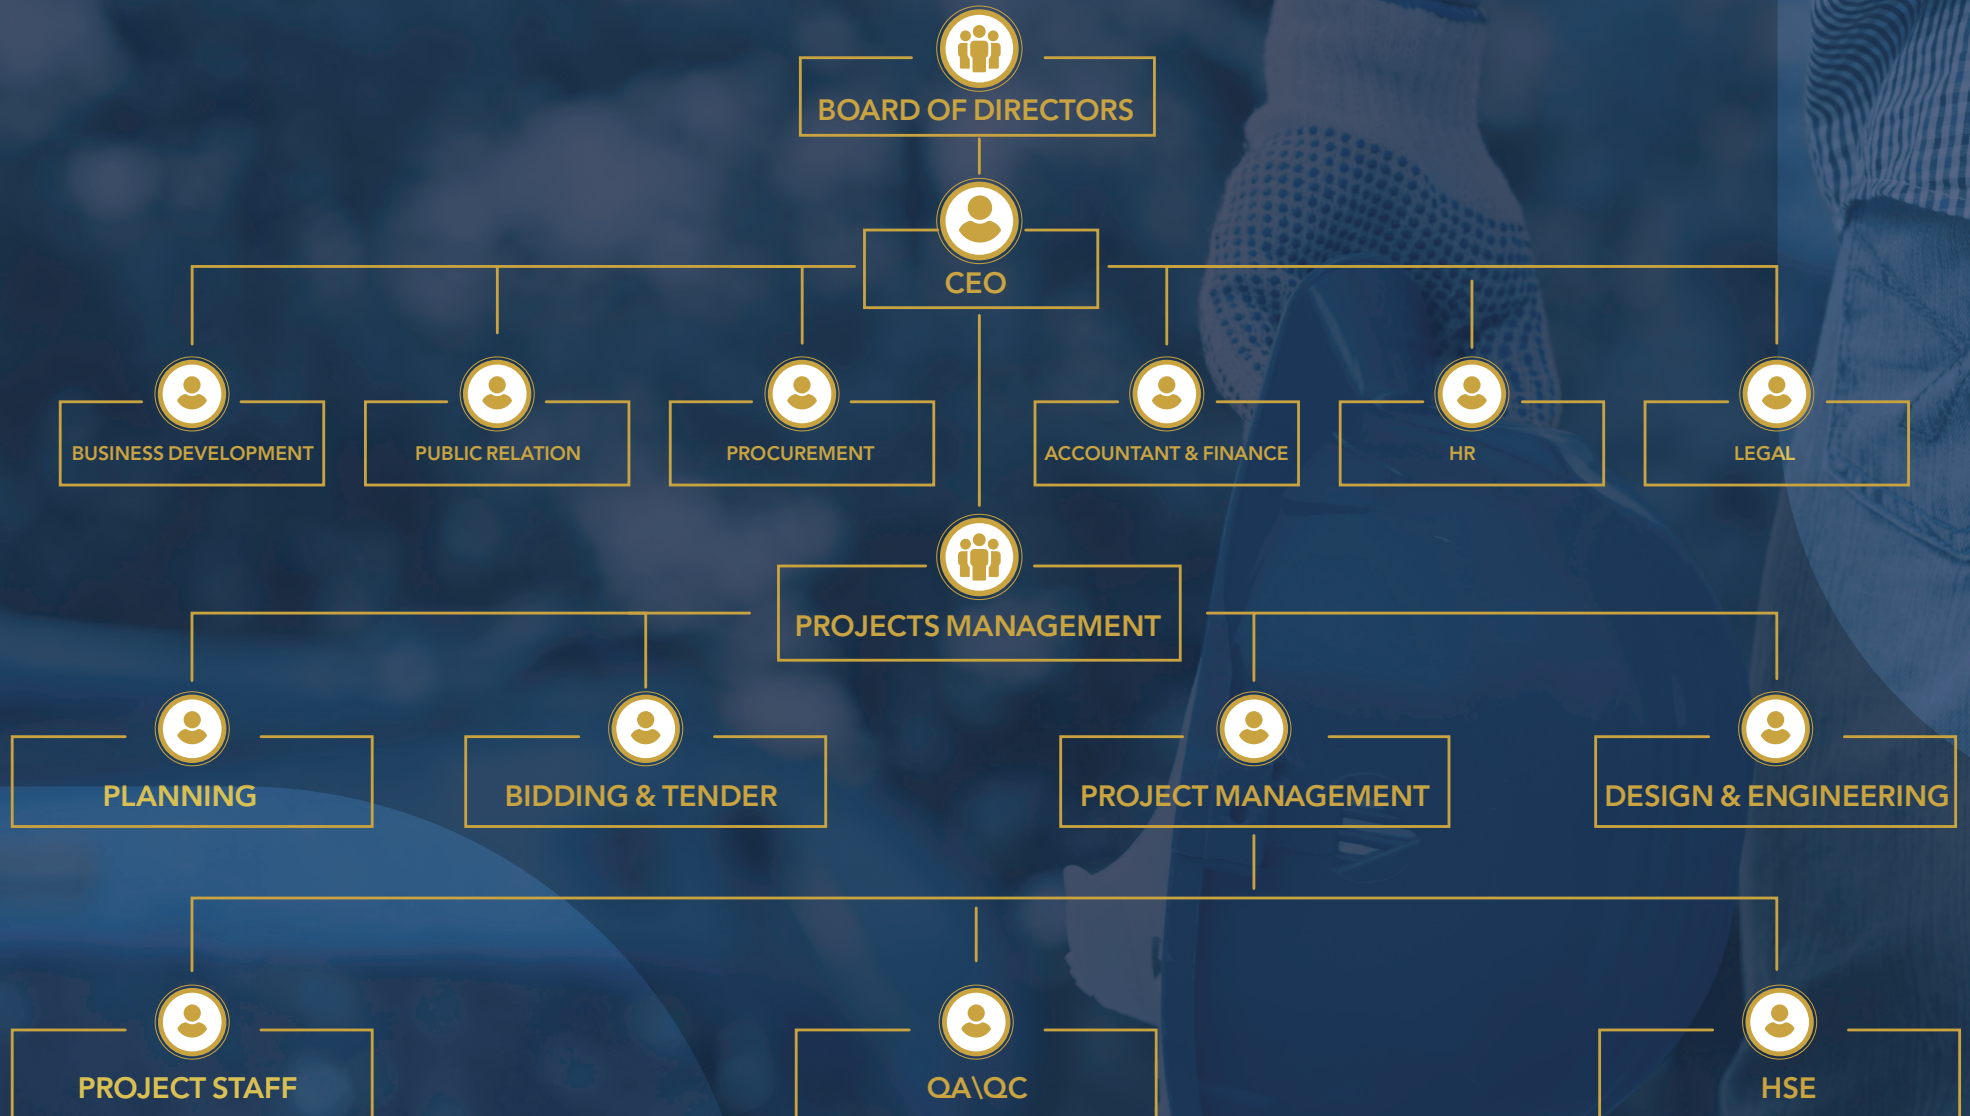 BOARD OF DIRECTORS
CEO
BUSINESS DEVELOPMENT
PUBLIC RELATION
PROCUREMENT
ACCOUNTANT & FINANCE
HR
LEGAL
PROJECTS MANAGEMENT
PLANNING
BIDDING & TENDER
PROJECT MANAGEMENT
DESIGN & ENGINEERING
PROJECT STAFF
QA\QC
HSE